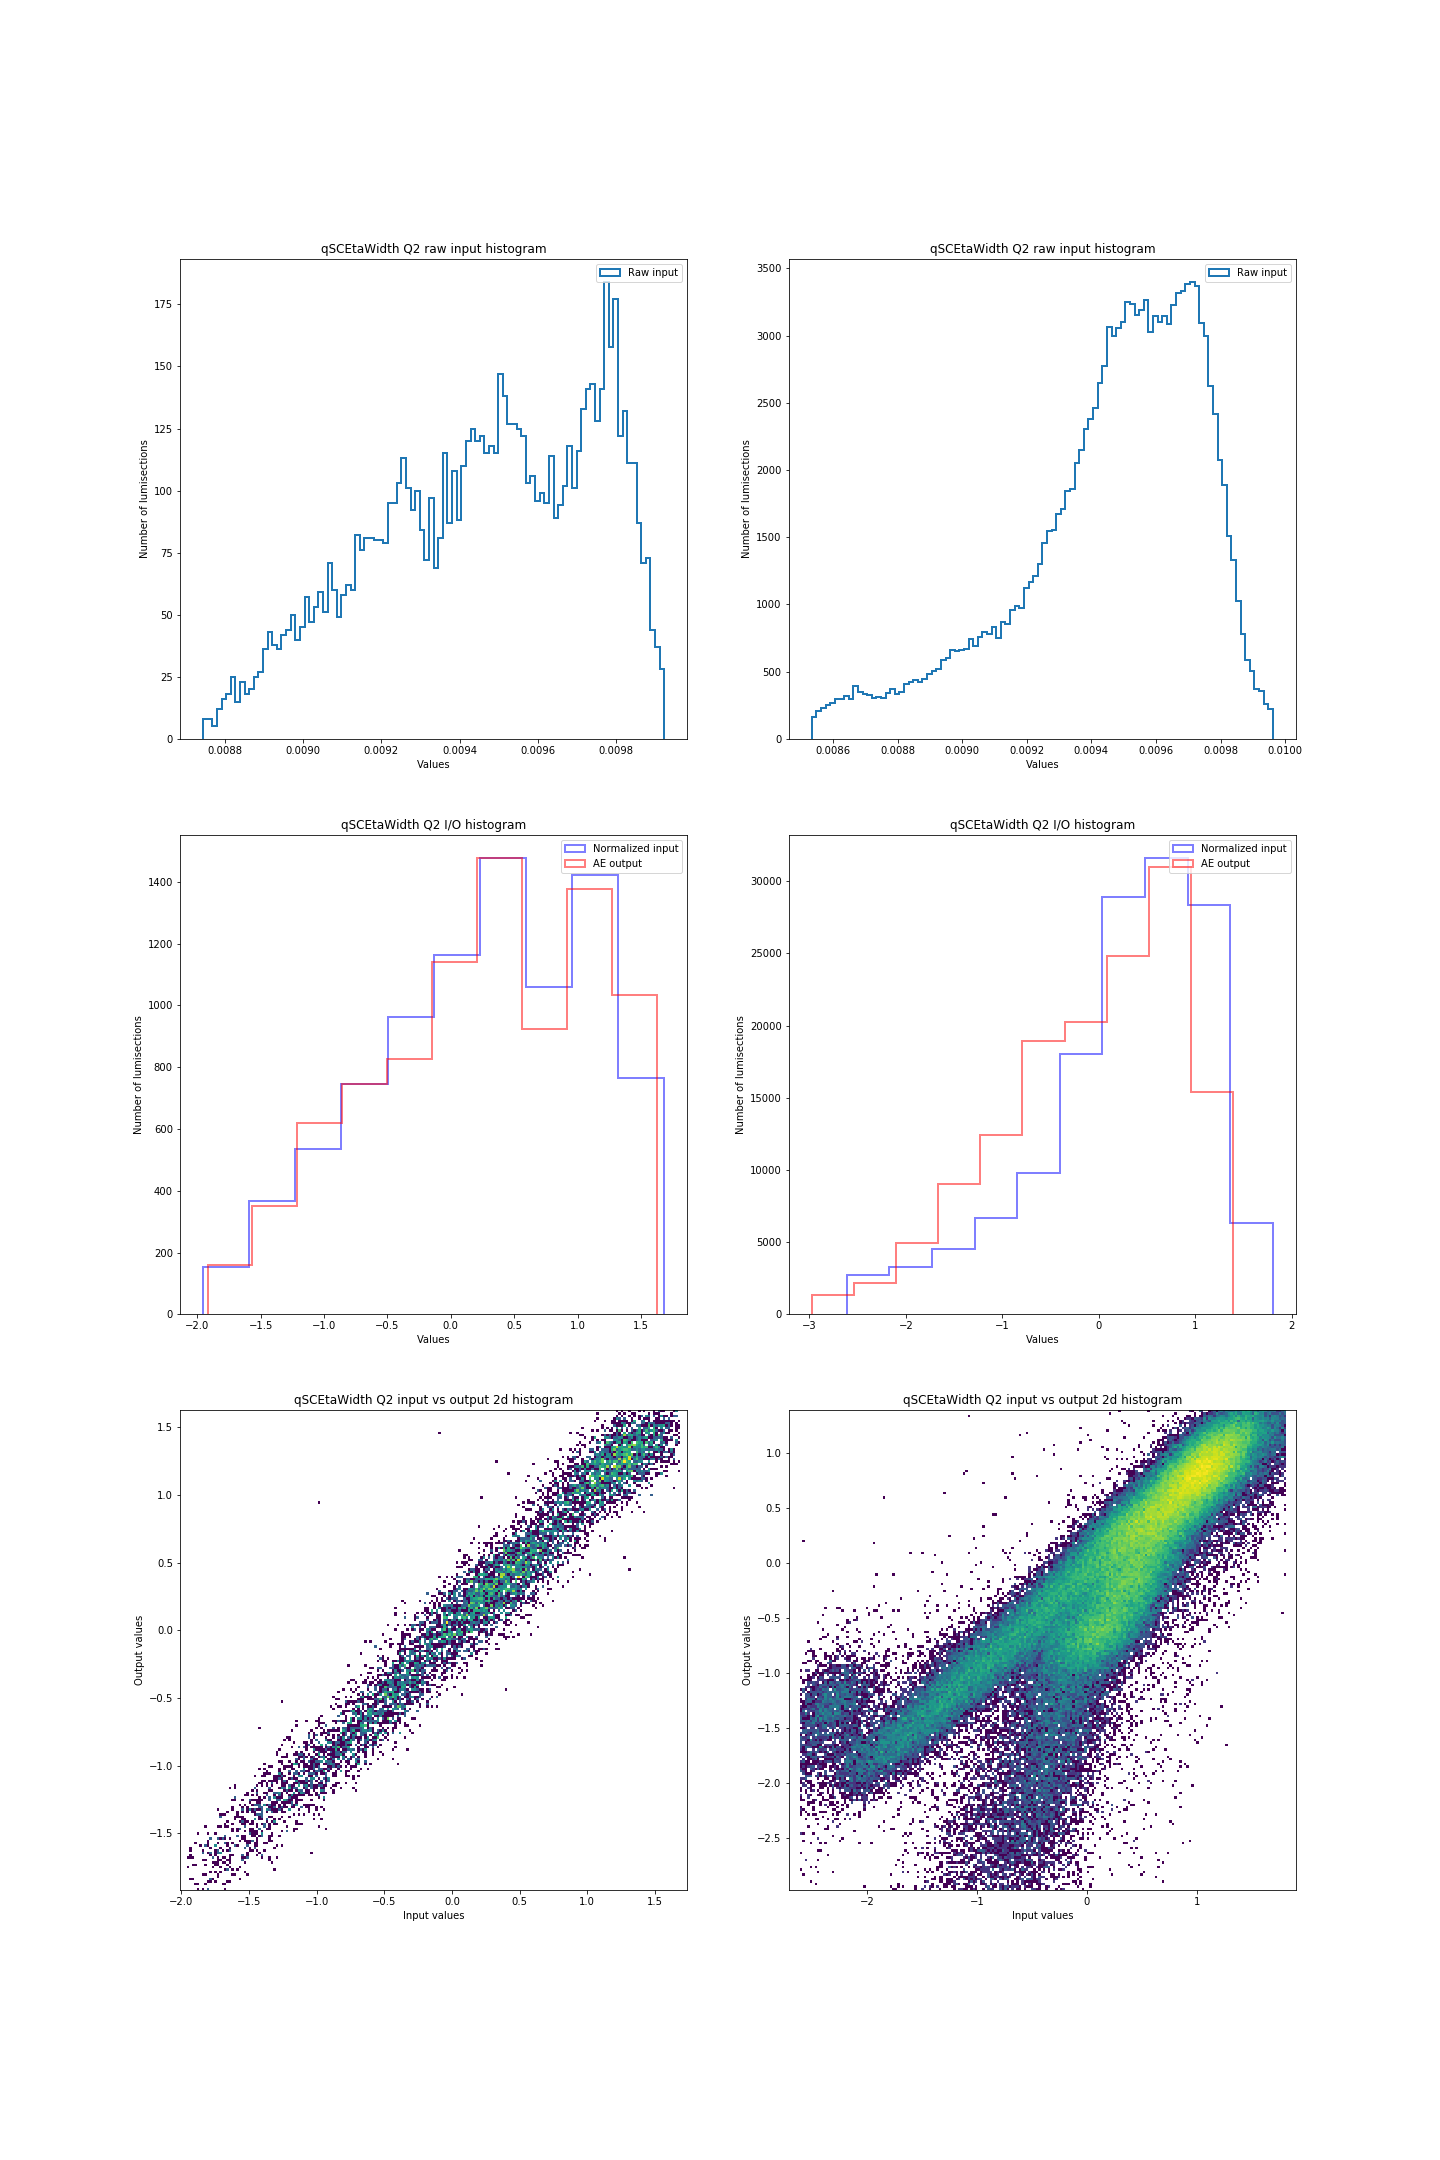 qSCEtaWidth Q2 raw input histogram
Raw input
175
150
125
100
75
50
25
0
Number of lumisections
0.0088 0.0090 0.0092 0.0094 0.0096 0.0098
Values
qSCEtaWidth Q2 raw input histogram
Raw input
3500
3000
2500
2000
1500
1000
500
0
Number of lumisections
0.0086 0.0088 0.0090 0.0092 0.0094 0.0096 0.0098 0.0100
Values
qSCEtaWidth Q2 I/O histogram
Normalized input
AE output
1400
1200
1000
800
600
400
200
0
Number of lumisections
−2.0 −1.5 −1.0 −0.5 0.0 0.5 1.0 1.5
Values
qSCEtaWidth Q2 I/O histogram
Normalized input
AE output
30000
25000
20000
15000
10000
5000
0
Number of lumisections
−3 −2 −1 0 1 2
Values
qSCEtaWidth Q2 input vs output 2d histogram
1.5
1.0
0.5
0.0
−0.5
−1.0
−1.5
Output values
−2.0 −1.5 −1.0 −0.5 0.0 0.5 1.0 1.5
Input values
qSCEtaWidth Q2 input vs output 2d histogram
1.0
0.5
0.0
−0.5
−1.0
−1.5
−2.0
−2.5
Output values
−2 −1 0 1
Input values